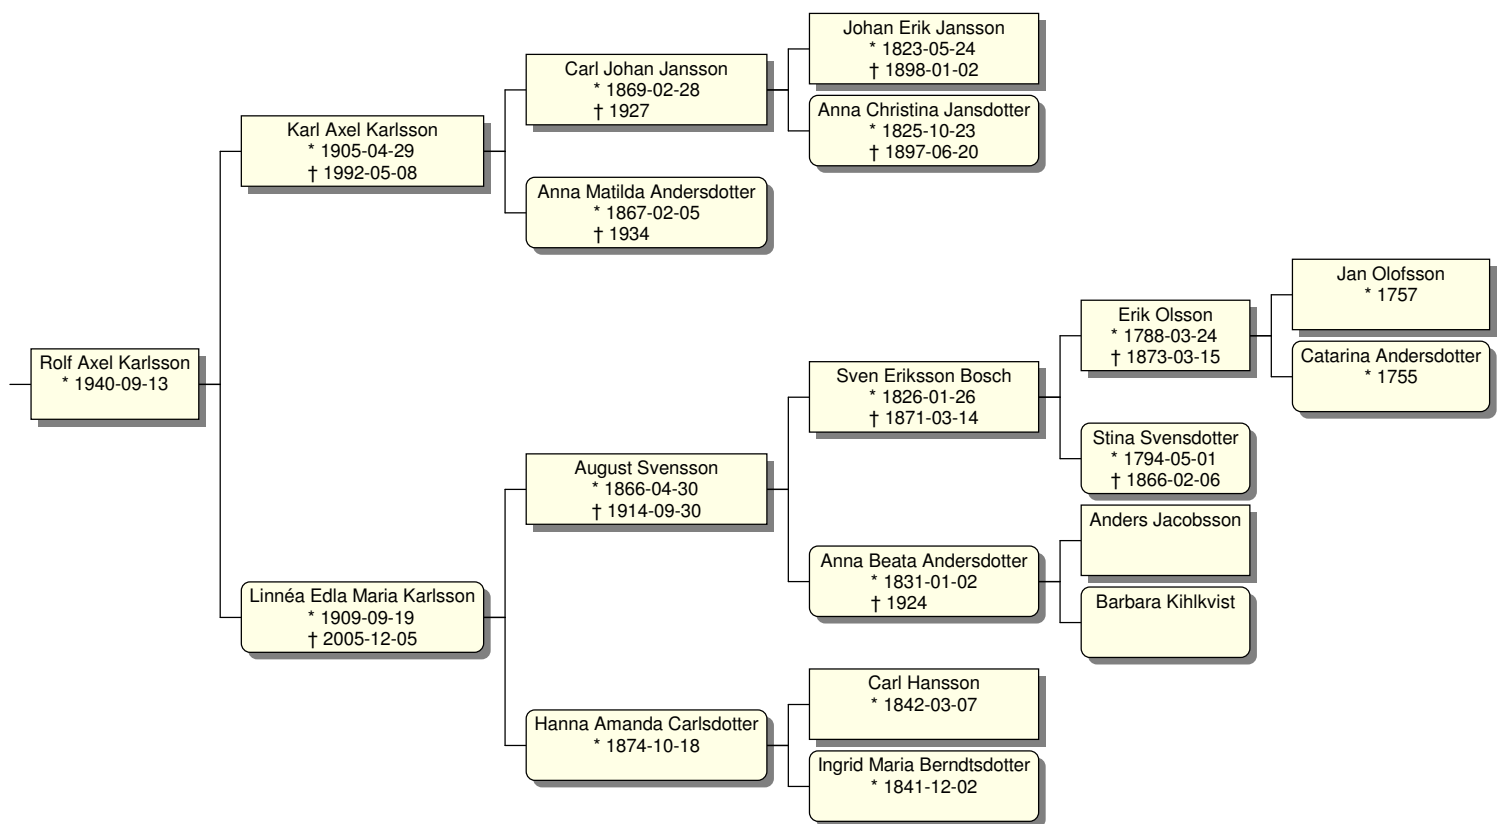 Johan Erik Jansson
* 1823-05-24
† 1898-01-02
Carl Johan Jansson
* 1869-02-28
† 1927
Anna Christina Jansdotter
* 1825-10-23
† 1897-06-20
Karl Axel Karlsson
* 1905-04-29
† 1992-05-08
Anna Matilda Andersdotter
* 1867-02-05
† 1934
Jan Olofsson
* 1757
Erik Olsson
* 1788-03-24
† 1873-03-15
Rolf Axel Karlsson
* 1940-09-13
Catarina Andersdotter
* 1755
Sven Eriksson Bosch
* 1826-01-26
† 1871-03-14
Stina Svensdotter
* 1794-05-01
† 1866-02-06
August Svensson
* 1866-04-30
† 1914-09-30
Anders Jacobsson
Anna Beata Andersdotter
* 1831-01-02
† 1924
Linnéa Edla Maria Karlsson
* 1909-09-19
† 2005-12-05
Barbara Kihlkvist
Carl Hansson
* 1842-03-07
Hanna Amanda Carlsdotter
* 1874-10-18
Ingrid Maria Berndtsdotter
* 1841-12-02